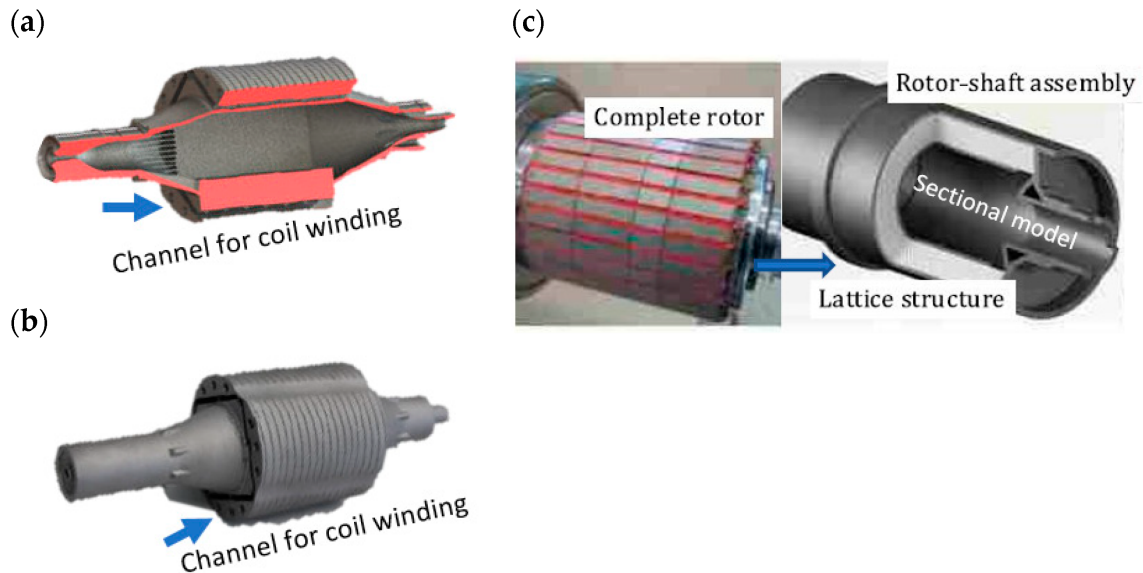 (a)
Channel for coil winding
(b)
Channel for coil winding
(c)
Complete rotor
Rotor-shaft assembly
Sectional model
Lattice structure